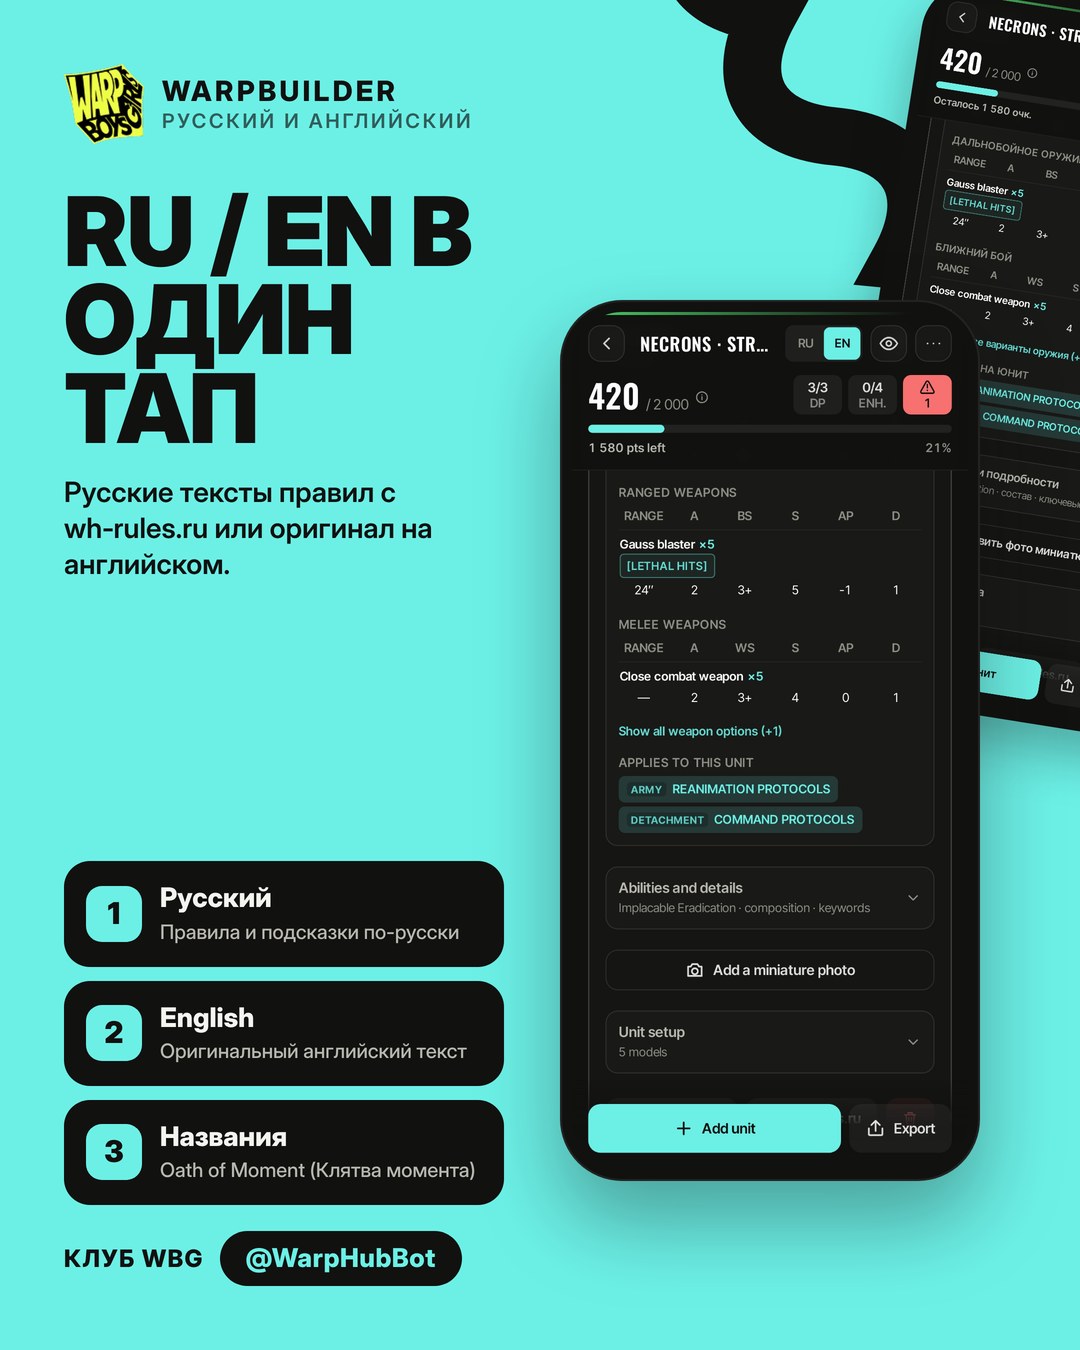 WARP
BOYS
WARPBUILDER
РУССКИЙ И АНГЛИЙСКИЙ
RU / EN В
ОДИН
ТАП
Русские тексты правил с
wh-rules.ru или оригинал на
английском.
1
Русский
Правила и подсказки по-русски
2
English
Оригинальный английский текст
3
Названия
Oath of Moment (Клятва момента)
КЛУБ WBG
@WarpHubBot
NECRONS · STR...
RU EN
420 / 2 000
3/3
DP
0/4
ENH.
1
1 580 pts left
21%
RANGED WEAPONS
RANGE A BS S AP D
Gauss blaster ×5
[LETHAL HITS]
24" 2 3+ 5 -1 1
MELEE WEAPONS
RANGE A WS S AP D
Close combat weapon ×5
— 2 3+ 4 0 1
Show all weapon options (+1)
APPLIES TO THIS UNIT
ARMY REANIMATION PROTOCOLS
DETACHMENT COMMAND PROTOCOLS
Abilities and details
Implacable Eradication · composition · keywords
Add a miniature photo
Unit setup
5 models
+ Add unit
Export
NECRONS · STR
420 / 2 000
Осталось 1 580 очк.
ДАЛЬНОБОЙНОЕ ОРУЖИ
RANGE A BS
Gauss blaster ×5
[LETHAL HITS]
24" 2 3+
БЛИЖНИЙ БОЙ
RANGE A WS S
Close combat weapon ×5
2 3+ 4
варианты оружия (+
НА ЮНИТ
COMMAND PROTOCO
и подробности
состав · ключевы
вить фото миниат